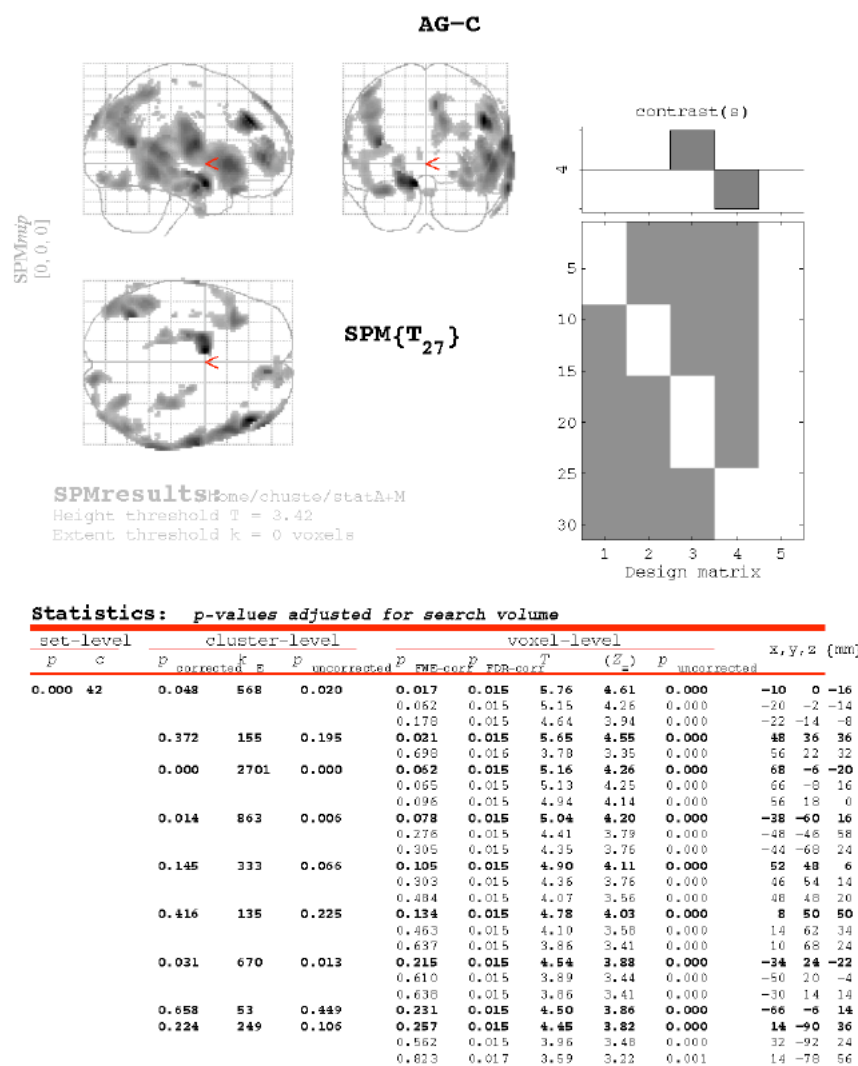 AG-C
contrast(s)
4
SPMmip
[0, 0, 0]
<
<
<
SPM{T27}
5
10
15
20
25
30
1 2 3 4 5
Design matrix
SPMresults: Home/chuste/statA+M
Height threshold T = 3.42
Extent threshold k = 0 voxels
Statistics: p-values adjusted for search volume
set-level cluster-level voxel-level x,y,z {mm}
p c p corrected k E p uncorrected p FWE-corr p FDR-corr T (Z≡) p uncorrected
0.000 42 0.048 568 0.020 0.017 0.015 5.76 4.61 0.000 -10 0 -16
0.062 0.015 5.15 4.26 0.000 -20 -2 -14
0.178 0.015 4.64 3.94 0.000 -22 -14 -8
0.372 155 0.195 0.021 0.015 5.65 4.55 0.000 48 36 36
0.698 0.016 3.78 3.35 0.000 56 22 32
0.000 2701 0.000 0.062 0.015 5.16 4.26 0.000 68 -6 -20
0.065 0.015 5.13 4.25 0.000 66 -8 16
0.096 0.015 4.94 4.14 0.000 56 18 0
0.014 863 0.006 0.078 0.015 5.04 4.20 0.000 -38 -60 16
0.276 0.015 4.41 3.79 0.000 -48 -46 58
0.305 0.015 4.35 3.76 0.000 -44 -68 24
0.145 333 0.066 0.105 0.015 4.90 4.11 0.000 52 48 6
0.303 0.015 4.36 3.76 0.000 46 54 14
0.484 0.015 4.07 3.56 0.000 48 48 20
0.416 135 0.225 0.134 0.015 4.78 4.03 0.000 8 50 50
0.463 0.015 4.10 3.58 0.000 14 62 34
0.637 0.015 3.86 3.41 0.000 10 68 24
0.031 670 0.013 0.215 0.015 4.54 3.88 0.000 -34 24 -22
0.610 0.015 3.89 3.44 0.000 -50 20 -4
0.638 0.015 3.86 3.41 0.000 -30 14 14
0.658 53 0.449 0.231 0.015 4.50 3.86 0.000 -66 -6 14
0.224 249 0.106 0.257 0.015 4.45 3.82 0.000 14 -90 36
0.562 0.015 3.96 3.48 0.000 32 -92 24
0.823 0.017 3.59 3.22 0.001 14 -78 56